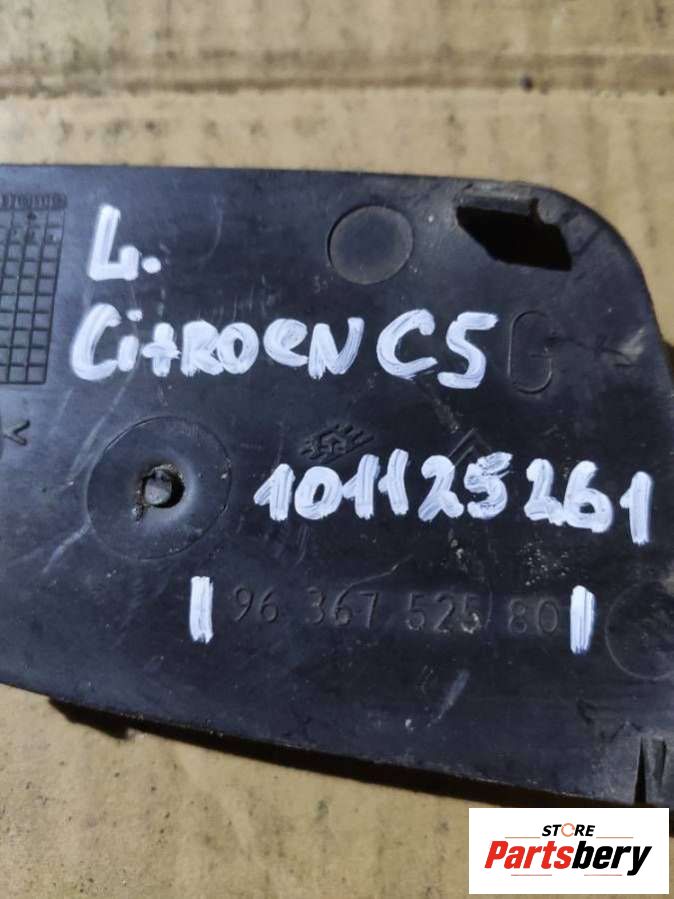 L.
CitROeN C5
G
101125261
96 367 525 80
STORE
Partsbery